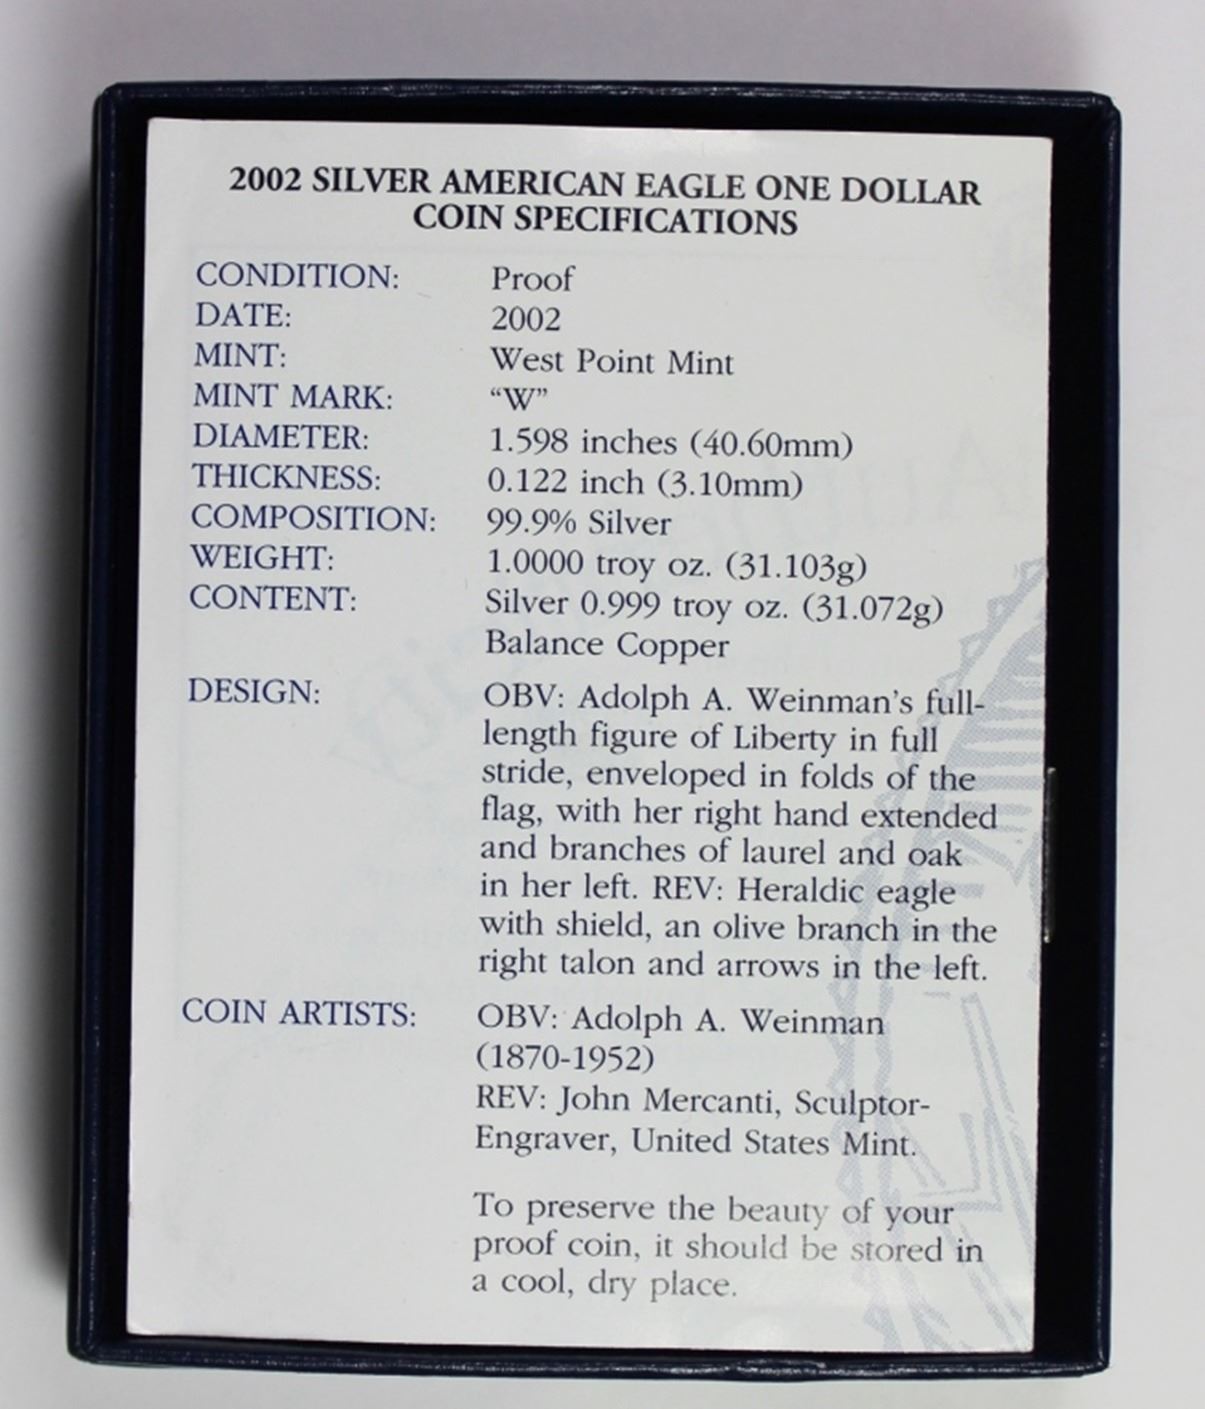 2002 SILVER AMERICAN EAGLE ONE DOLLAR
COIN SPECIFICATIONS
CONDITION: Proof
DATE: 2002
MINT: West Point Mint
MINT MARK: “W”
DIAMETER: 1.598 inches (40.60mm)
THICKNESS: 0.122 inch (3.10mm)
COMPOSITION: 99.9% Silver
WEIGHT: 1.0000 troy oz. (31.103g)
CONTENT: Silver 0.999 troy oz. (31.072g)
Balance Copper
DESIGN: OBV: Adolph A. Weinman’s full-
length figure of Liberty in full
stride, enveloped in folds of the
flag, with her right hand extended
and branches of laurel and oak
in her left. REV: Heraldic eagle
with shield, an olive branch in the
right talon and arrows in the left.
COIN ARTISTS: OBV: Adolph A. Weinman
(1870-1952)
REV: John Mercanti, Sculptor-
Engraver, United States Mint.
To preserve the beauty of your
proof coin, it should be stored in
a cool, dry place.